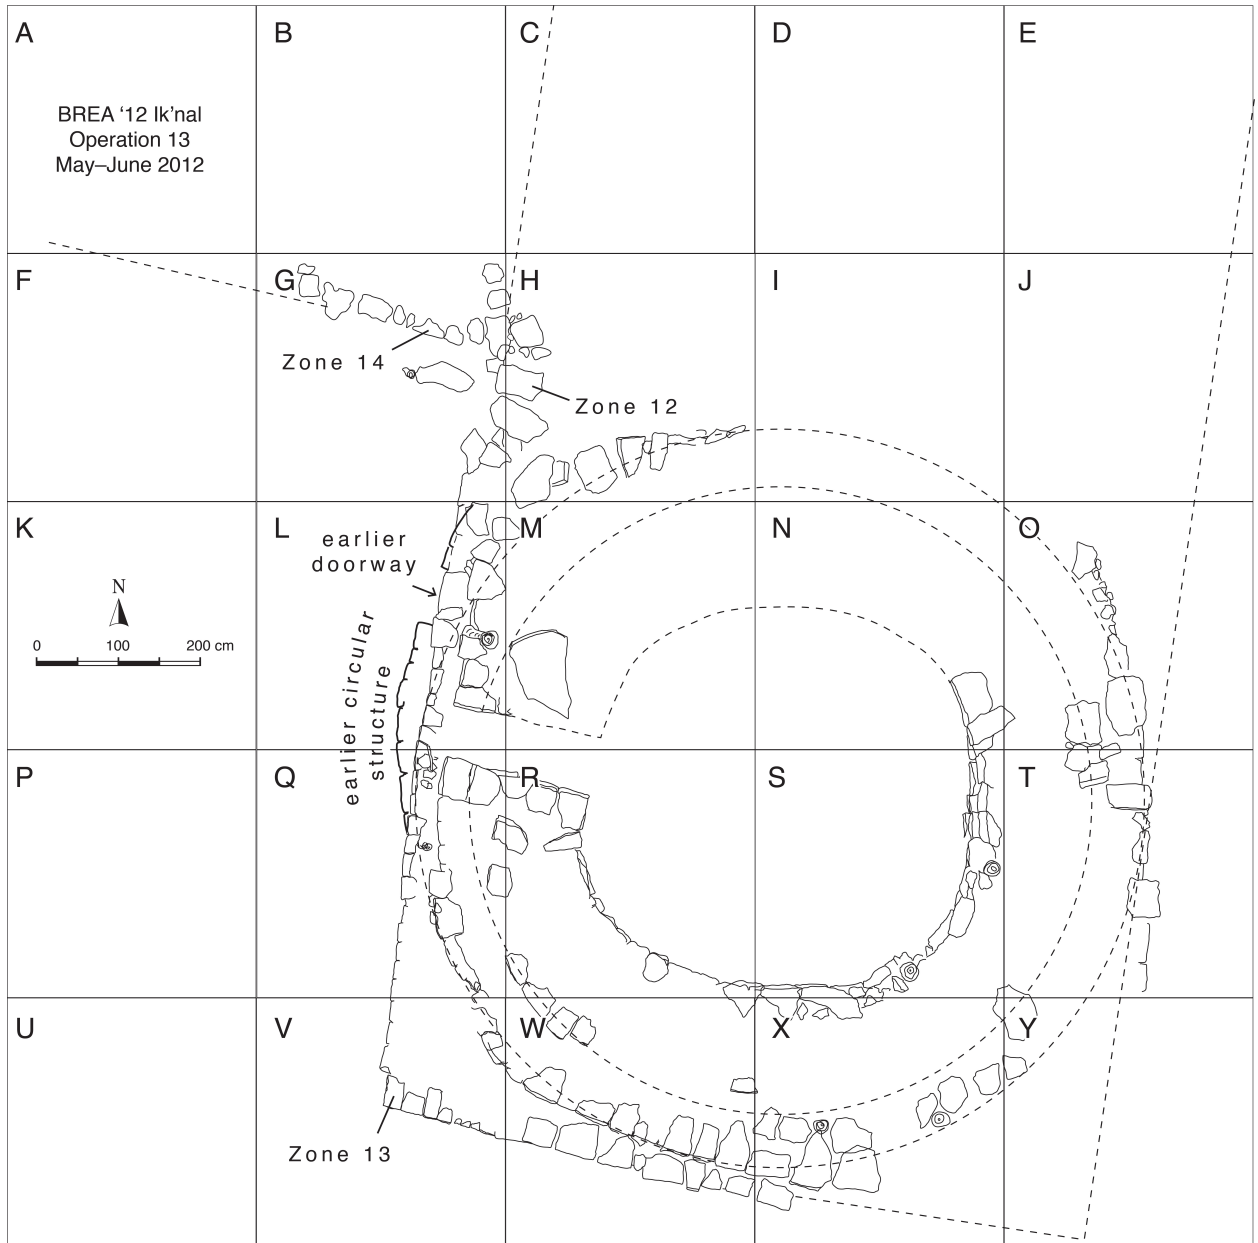 A
B
C
D
E
BREA ‘12 Ik’nal
Operation 13
May–June 2012
F
G
H
I
J
Zone 14
Zone 12
K
L
M
N
O
earlier
doorway
N
0 100 200 cm
earlier circular
structure
P
Q
R
S
T
U
V
W
X
Y
Zone 13